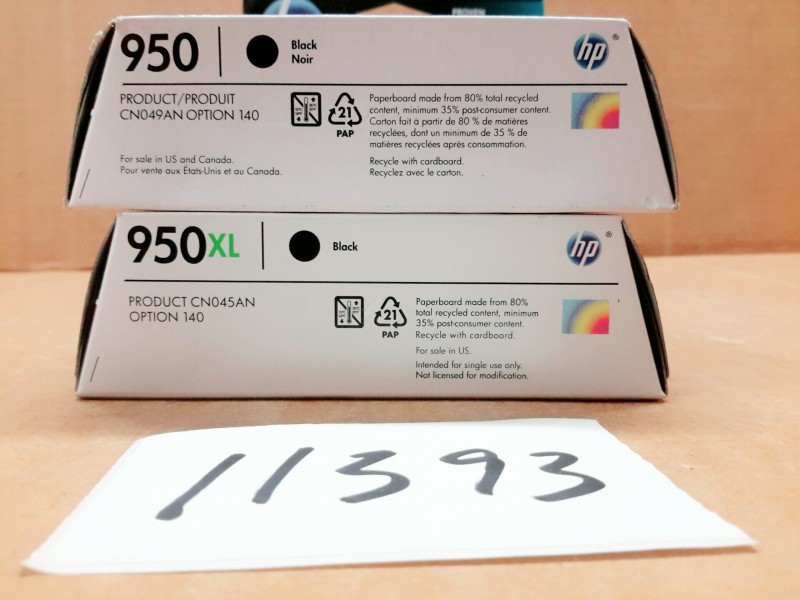 PROVEN
950
Black
Noir
hp®
PRODUCT/PRODUIT
CN049AN OPTION 140
21
PAP
Paperboard made from 80% total recycled
content, minimum 35% post-consumer content.
Carton fait à partir de 80 % de matières
recyclées, dont un minimum de 35 % de
matières recyclées après consommation.
Recycle with cardboard.
Recyclez avec le carton.
For sale in US and Canada.
Pour vente aux États-Unis et au Canada.
950XL
Black
hp®
PRODUCT CN045AN
OPTION 140
21
PAP
Paperboard made from 80%
total recycled content, minimum
35% post-consumer content.
Recycle with cardboard.
For sale in US.
Intended for single use only.
Not licensed for modification.
11393